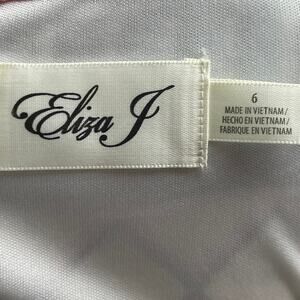 Eliza J
6
MADE IN VIETNAM/
HECHO EN VIETNAM/
FABRIQUE EN VIETNAM